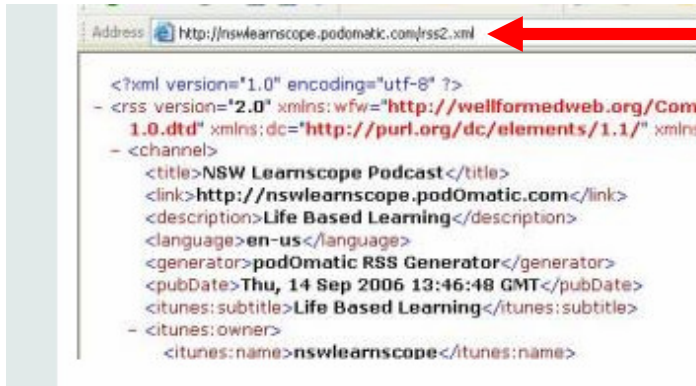 Address http://nswlearnscope.podomatic.com/rss2.xml
<?xml version="1.0" encoding="utf-8" ?>
- <rss version="2.0" xmlns:wfw="http://wellformedweb.org/Com
1.0.dtd" xmlns:dc="http://purl.org/dc/elements/1.1/" xmlns
- <channel>
<title>NSW Learnscope Podcast</title>
<link>http://nswlearnscope.podOmatic.com</link>
<description>Life Based Learning</description>
<language>en-us</language>
<generator>podOmatic RSS Generator</generator>
<pubDate>Thu, 14 Sep 2006 13:46:48 GMT</pubDate>
<itunes:subtitle>Life Based Learning</itunes:subtitle>
- <itunes:owner>
<itunes:name>nswlearnscope</itunes:name>